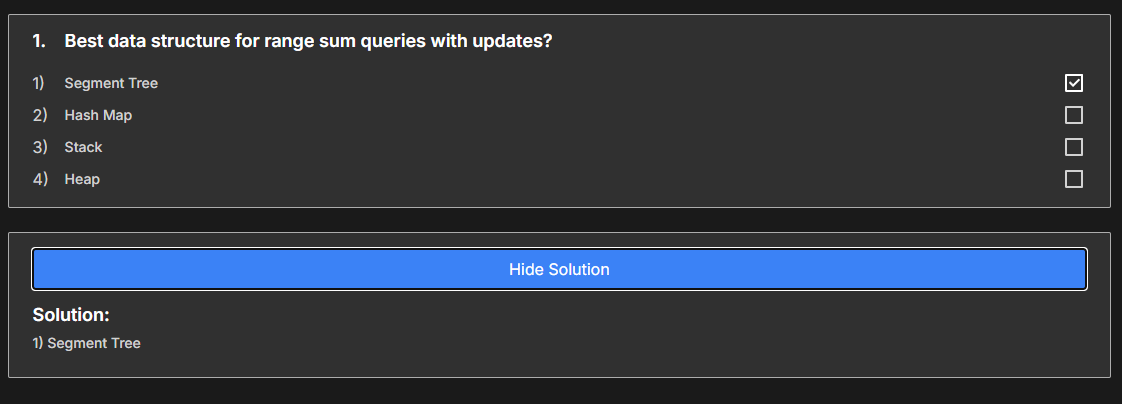 1. Best data structure for range sum queries with updates?
1) Segment Tree
2) Hash Map
3) Stack
4) Heap
Hide Solution
Solution:
1) Segment Tree